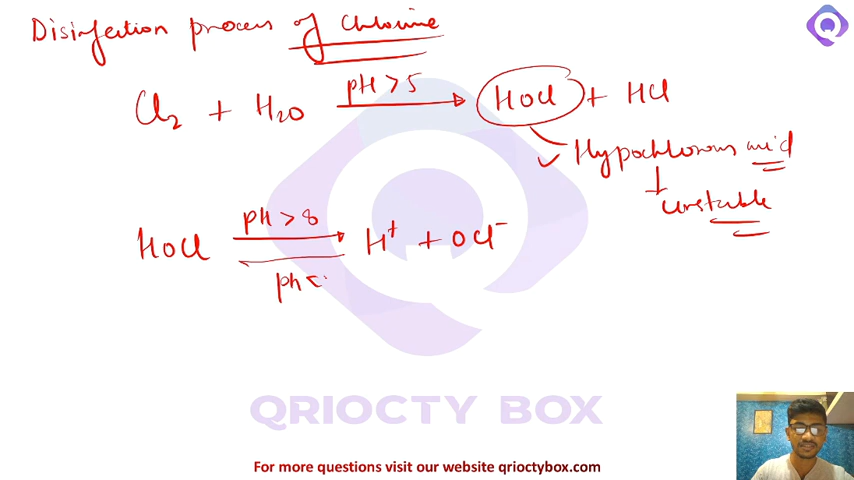 Disinfection process of Chlorine
Cl2 + H2O pH > 5 HOCl + HCl
Hypochlorous acid
unstable
HOCl pH > 8 H+ + OCl-
ph <
QRIOCTY BOX
For more questions visit our website qrioctybox.com